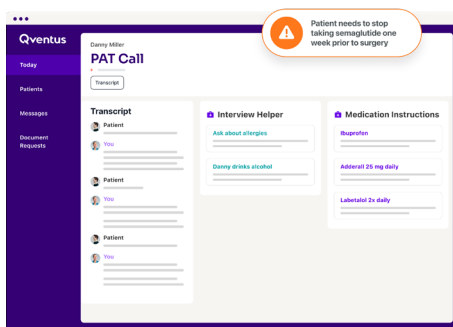 Patient needs to stop
taking semaglutide one
week prior to surgery
Qventus
Today
Patients
Messages
Document
Requests
Danny Miller
PAT Call
Transcript
Transcript
Patient
You
Patient
You
Patient
You
Interview Helper
Ask about allergies
Danny drinks alcohol
Medication Instructions
Ibuprofen
Adderall 25 mg daily
Labetalol 2x daily